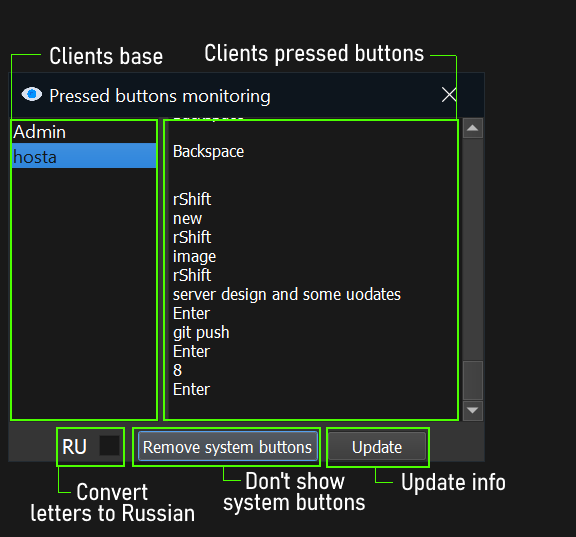 Clients base
Clients pressed buttons
Pressed buttons monitoring
Admin
hosta
Backspace
Backspace
rShift
new
rShift
image
rShift
server design and some uodates
Enter
git push
Enter
8
Enter
RU
Remove system buttons
Update
Convert
letters to Russian
Don't show
system buttons
Update info